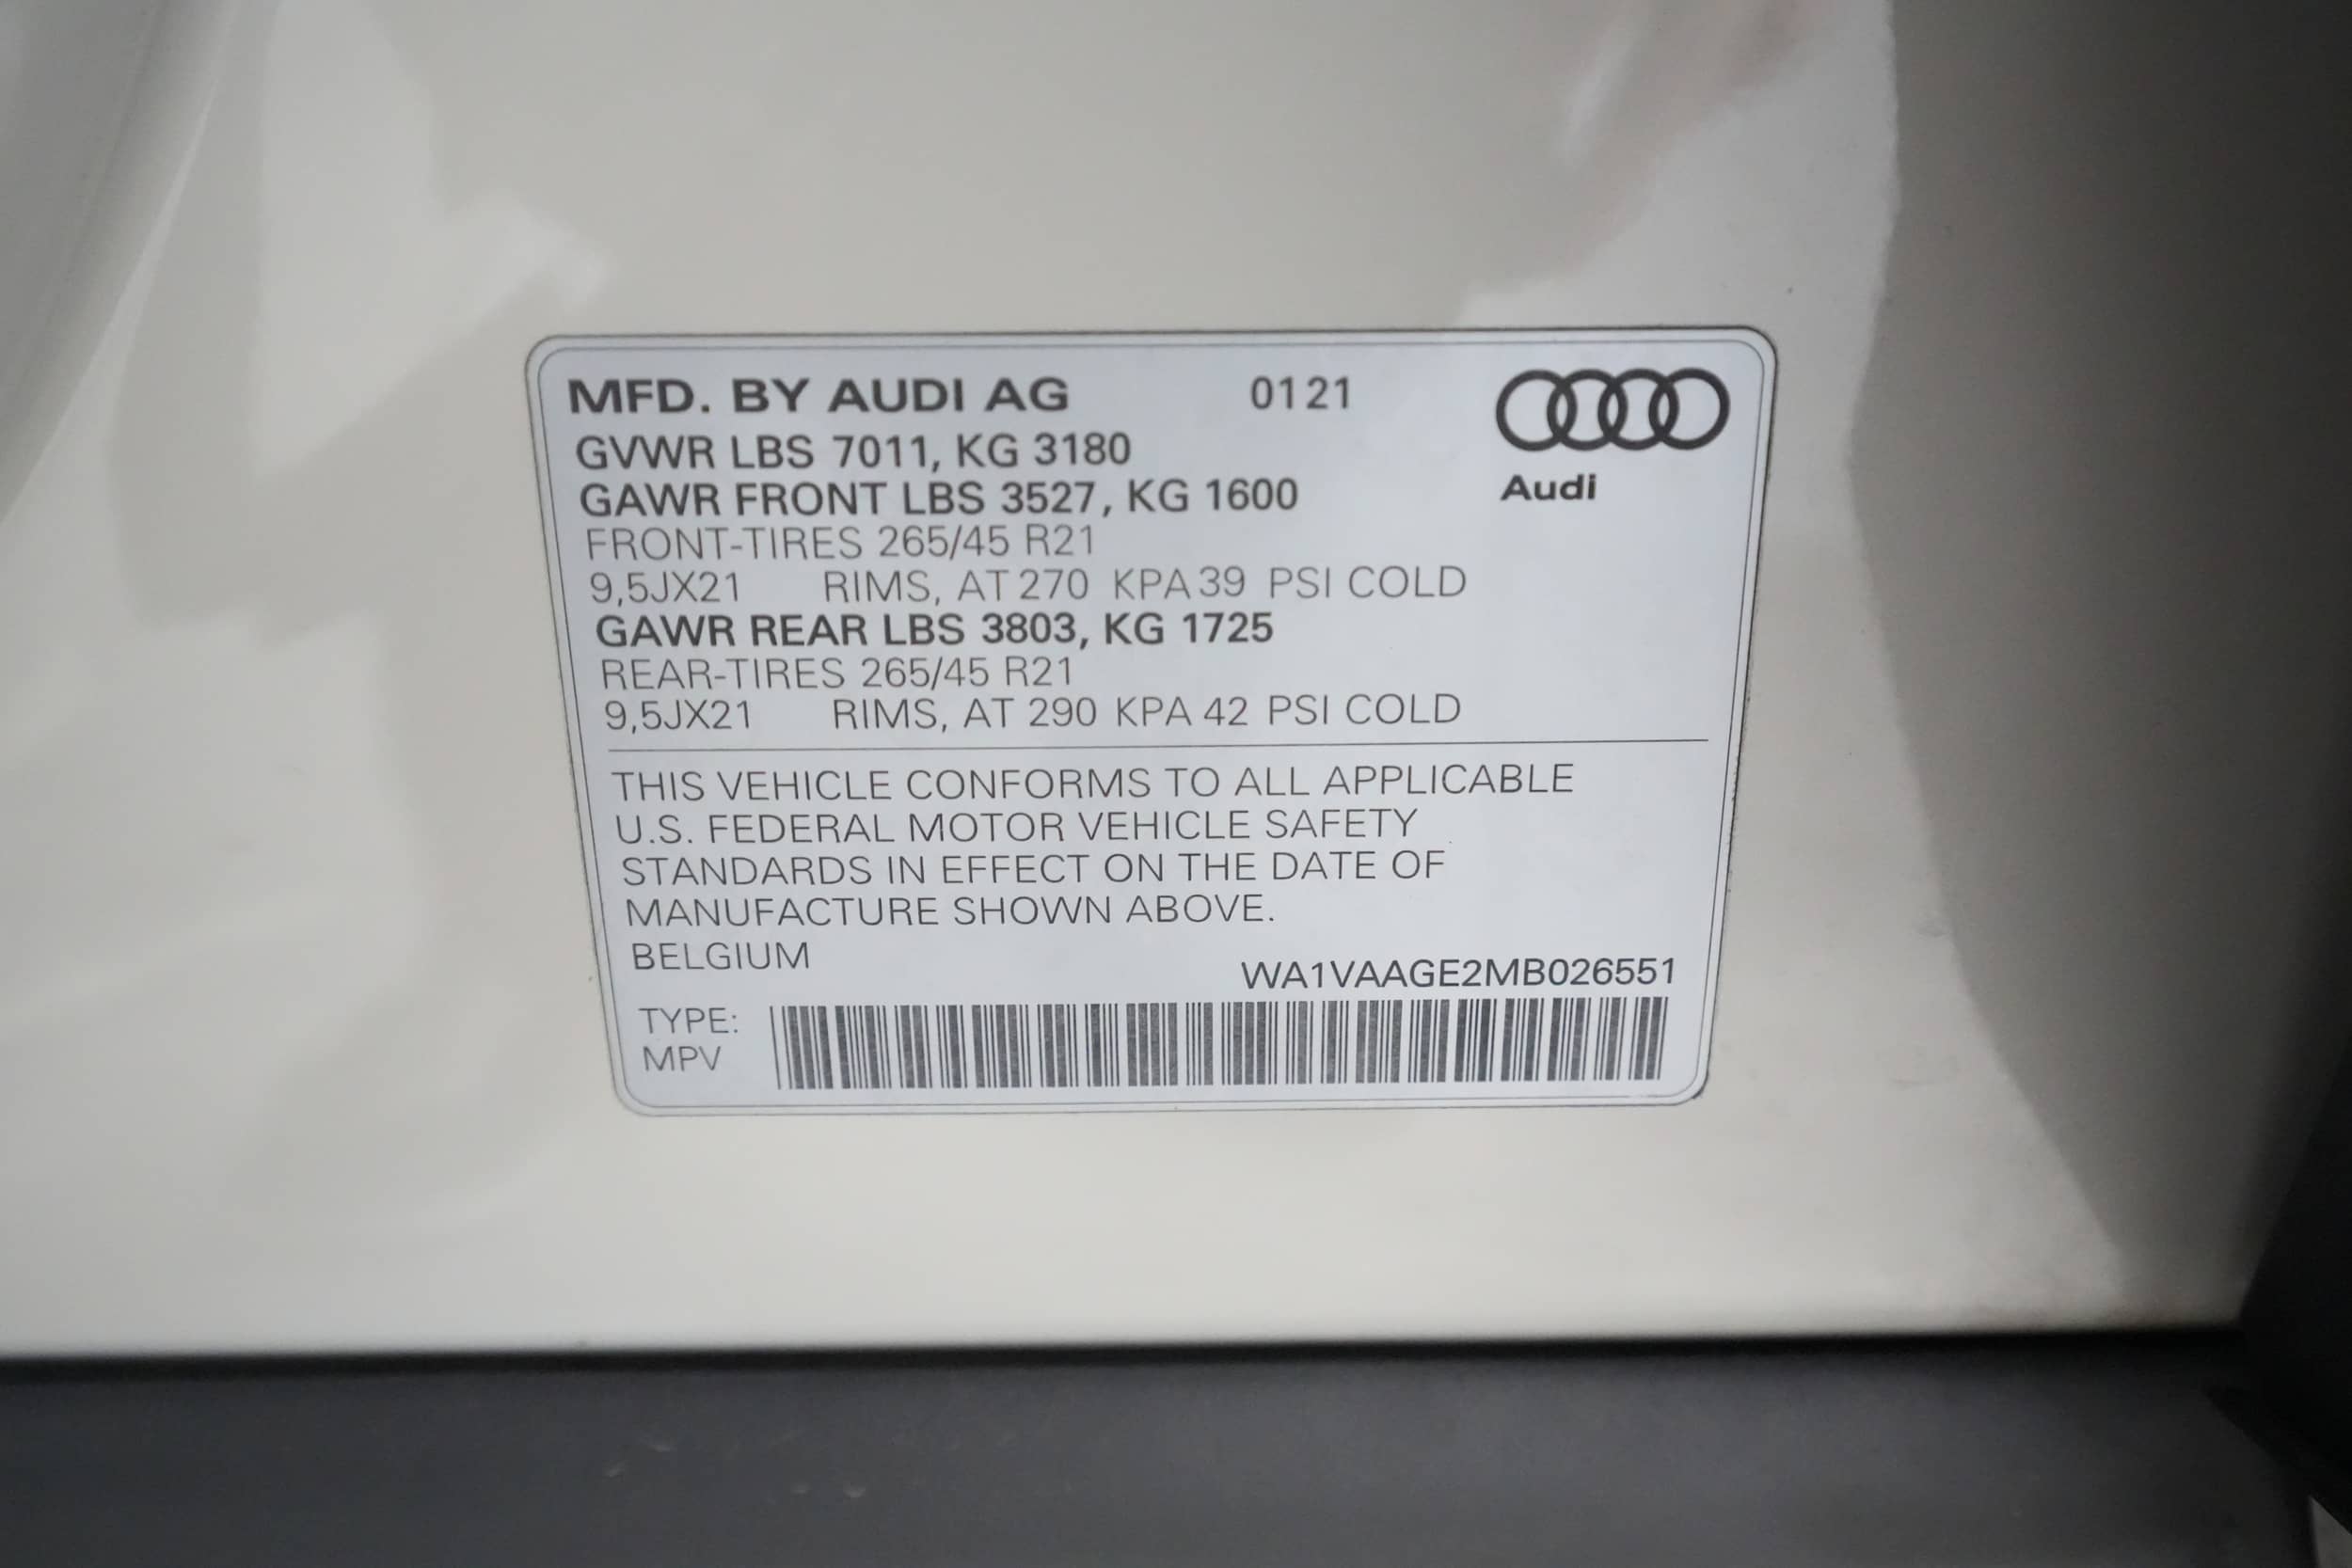 MFD. BY AUDI AG 0121
GVWR LBS 7011, KG 3180
GAWR FRONT LBS 3527, KG 1600
Audi
FRONT-TIRES 265/45 R21
9,5JX21 RIMS, AT 270 KPA 39 PSI COLD
GAWR REAR LBS 3803, KG 1725
REAR-TIRES 265/45 R21
9,5JX21 RIMS, AT 290 KPA 42 PSI COLD
THIS VEHICLE CONFORMS TO ALL APPLICABLE
U.S. FEDERAL MOTOR VEHICLE SAFETY
STANDARDS IN EFFECT ON THE DATE OF
MANUFACTURE SHOWN ABOVE.
BELGIUM
WA1VAAGE2MB026551
TYPE:
MPV